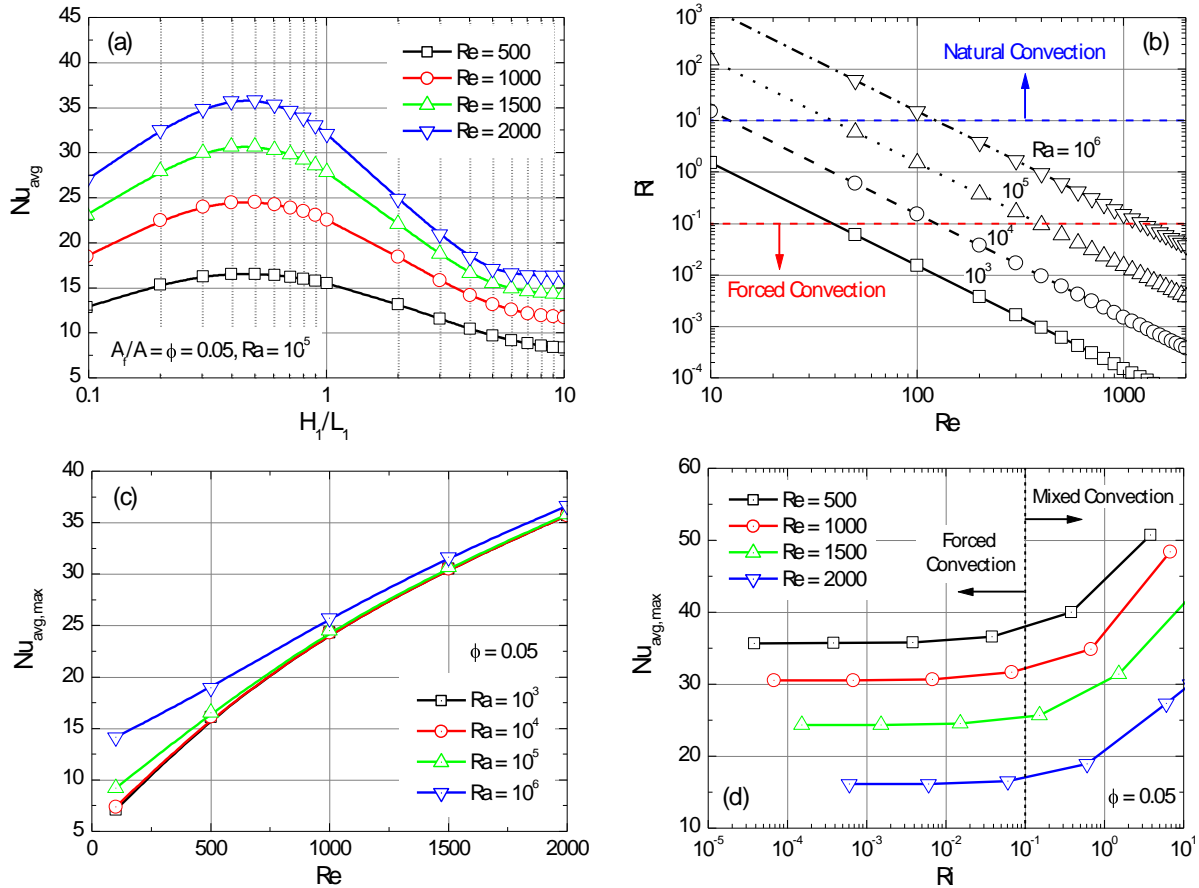 (a)
Re = 500
Re = 1000
Re = 1500
Re = 2000
A_f/A = ϕ = 0.05, Ra = 10^5
Nu_avg
45
40
35
30
25
20
15
10
5
0.1
1
10
H_1/L_1
(b)
Natural Convection
Ra = 10^6
10^5
10^4
10^3
Forced Convection
Ri
10^3
10^2
10^1
10^0
10^-1
10^-2
10^-3
10^-4
10
100
1000
Re
(c)
ϕ = 0.05
Ra = 10^3
Ra = 10^4
Ra = 10^5
Ra = 10^6
Nu_avg,max
40
35
30
25
20
15
10
5
0
500
1000
1500
2000
Re
Re = 500
Re = 1000
Re = 1500
Re = 2000
Mixed Convection
Forced
Convection
(d)
ϕ = 0.05
Nu_avg,max
60
50
40
30
20
10
10^-5
10^-4
10^-3
10^-2
10^-1
10^0
10^1
Ri